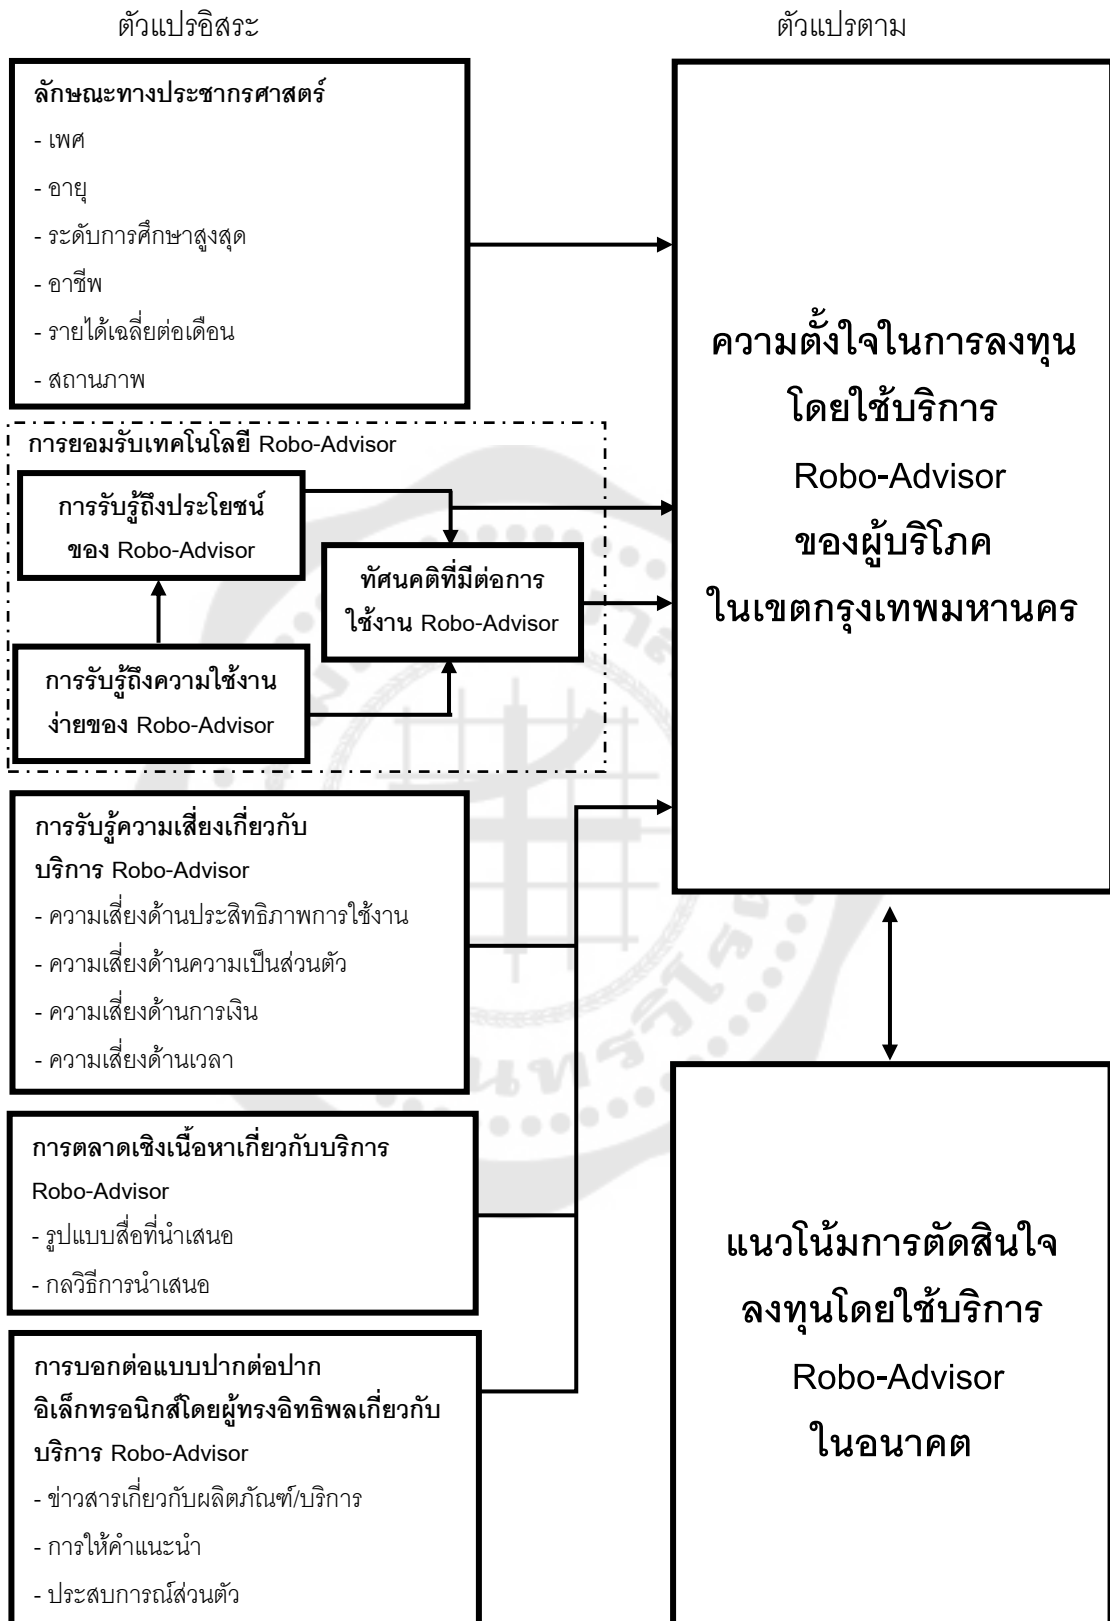 ตัวแปรอิสระ
ตัวแปรตาม
ลักษณะทางประชากรศาสตร์
- เพศ
- อายุ
- ระดับการศึกษาสูงสุด
- อาชีพ
- รายได้เฉลี่ยต่อเดือน
- สถานภาพ
การยอมรับเทคโนโลยี Robo-Advisor
การรับรู้ถึงประโยชน์
ของ Robo-Advisor
ทัศนคติที่มีต่อการ
ใช้งาน Robo-Advisor
การรับรู้ถึงความใช้งาน
ง่ายของ Robo-Advisor
การรับรู้ความเสี่ยงเกี่ยวกับ
บริการ Robo-Advisor
- ความเสี่ยงด้านประสิทธิภาพการใช้งาน
- ความเสี่ยงด้านความเป็นส่วนตัว
- ความเสี่ยงด้านการเงิน
- ความเสี่ยงด้านเวลา
การตลาดเชิงเนื้อหาเกี่ยวกับบริการ
Robo-Advisor
- รูปแบบสื่อที่นำเสนอ
- กลวิธีการนำเสนอ
การบอกต่อแบบปากต่อปาก
อิเล็กทรอนิกส์โดยผู้ทรงอิทธิพลเกี่ยวกับ
บริการ Robo-Advisor
- ข่าวสารเกี่ยวกับผลิตภัณฑ์/บริการ
- การให้คำแนะนำ
- ประสบการณ์ส่วนตัว
ความตั้งใจในการลงทุน
โดยใช้บริการ
Robo-Advisor
ของผู้บริโภค
ในเขตกรุงเทพมหานคร
แนวโน้มการตัดสินใจ
ลงทุนโดยใช้บริการ
Robo-Advisor
ในอนาคต